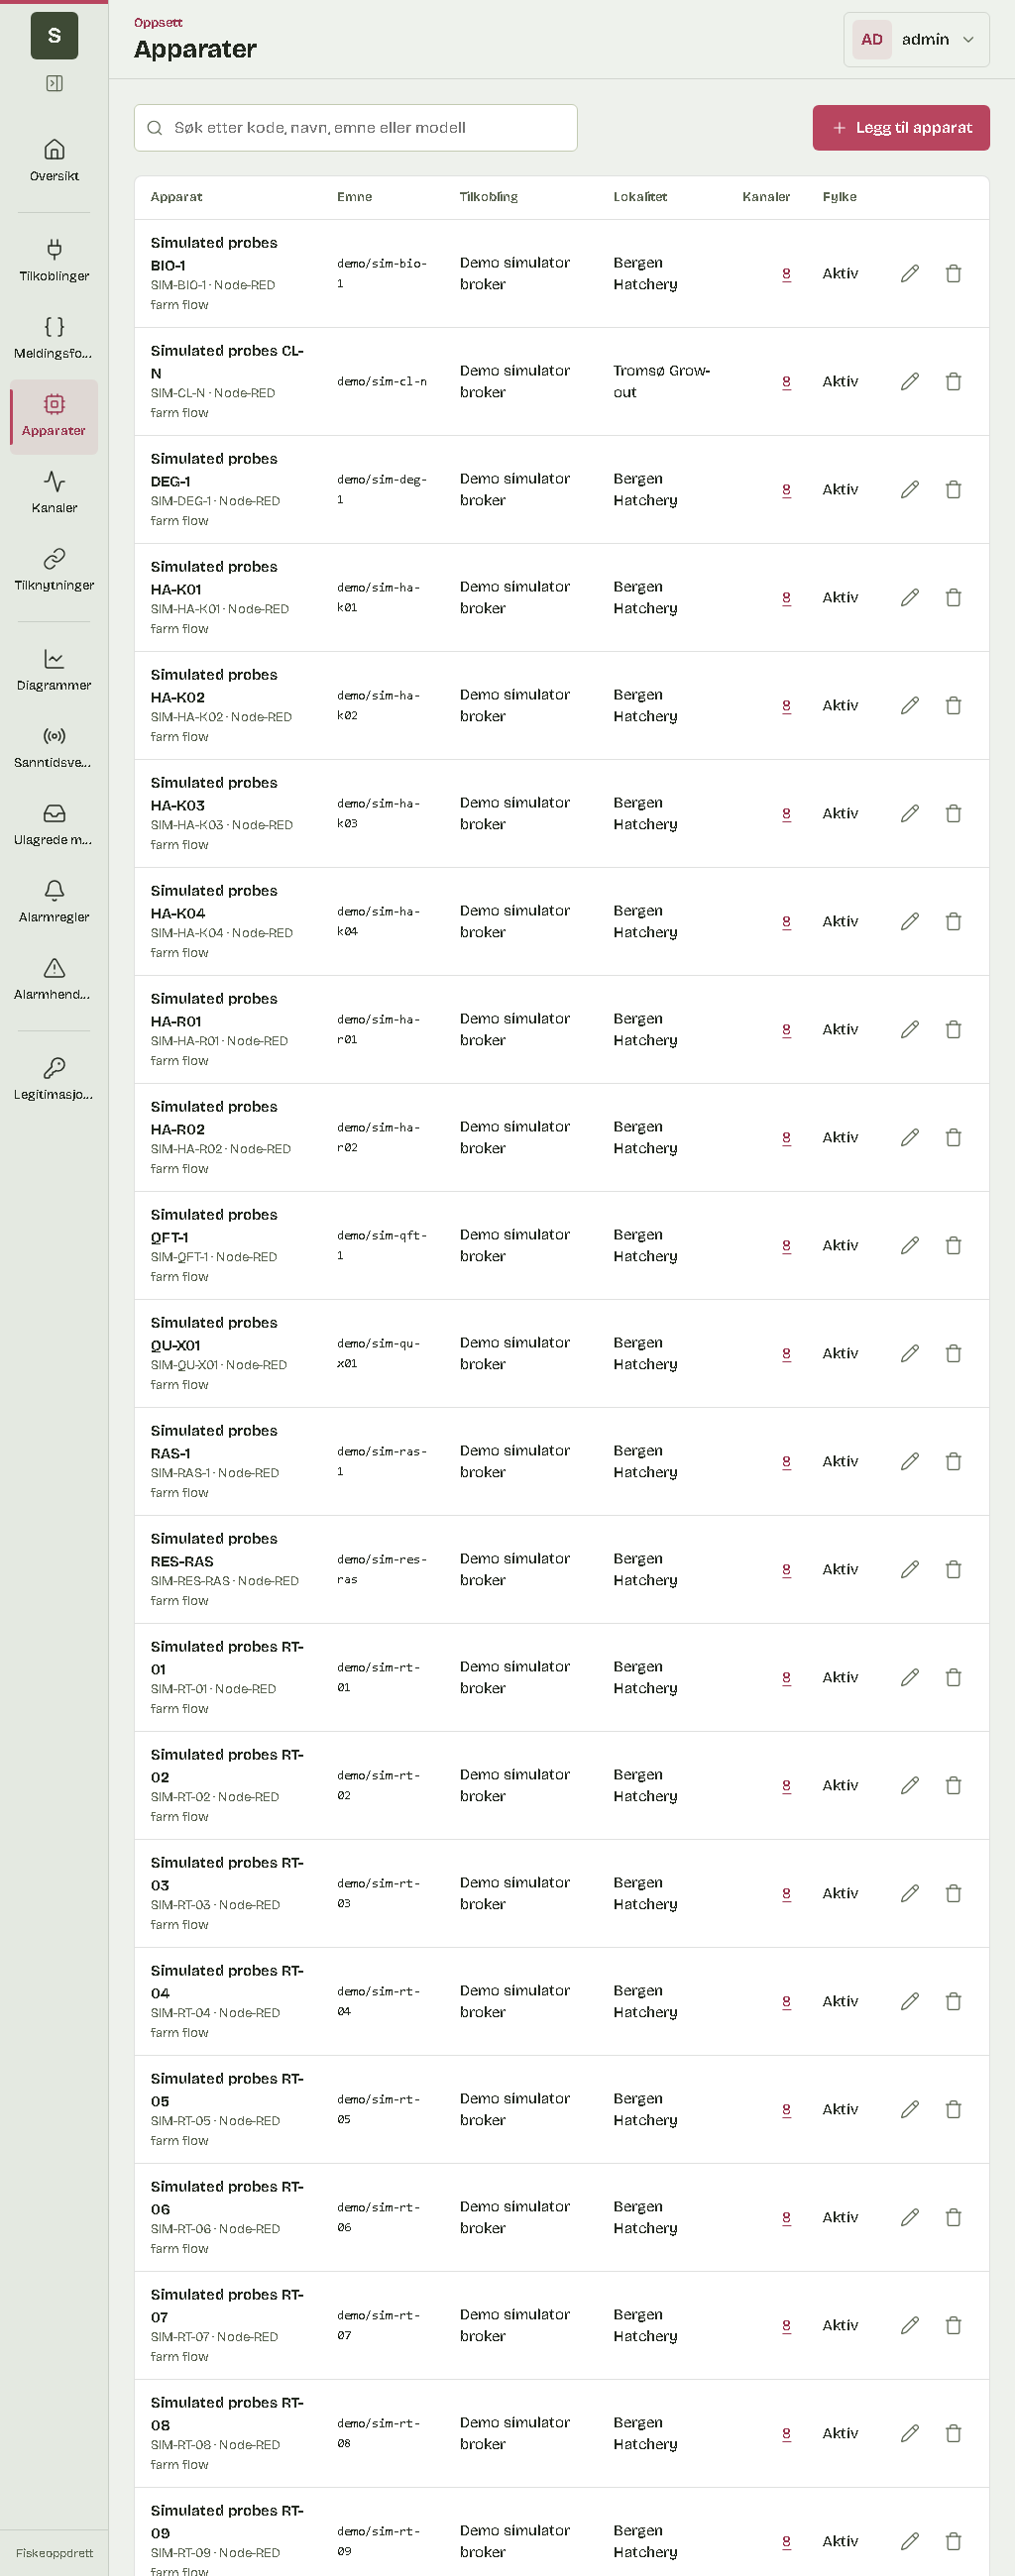 S
Oversikt
Tilkoblinger
Meldingsfo...
Apparater
Kanaler
Tilknytninger
Diagrammer
Sanntidsve...
Ulagrede m...
Alarmregler
Alarmhend...
Legitimasjo...
Fiskeoppdrett
Oppsett
Apparater
AD admin
Søk etter kode, navn, emne eller modell
Legg til apparat
Apparat Emne Tilkobling Lokalitet Kanaler Fylke
Simulated probes
BIO-1
SIM-BIO-1 · Node-RED
farm flow
demo/sim-bio-
1
Demo simulator
broker
Bergen
Hatchery
8
Aktiv
Simulated probes CL-
N
SIM-CL-N · Node-RED
farm flow
demo/sim-cl-n
Demo simulator
broker
Tromsø Grow-
out
8
Aktiv
Simulated probes
DEG-1
SIM-DEG-1 · Node-RED
farm flow
demo/sim-deg-
1
Demo simulator
broker
Bergen
Hatchery
8
Aktiv
Simulated probes
HA-K01
SIM-HA-K01 · Node-RED
farm flow
demo/sim-ha-
k01
Demo simulator
broker
Bergen
Hatchery
8
Aktiv
Simulated probes
HA-K02
SIM-HA-K02 · Node-RED
farm flow
demo/sim-ha-
k02
Demo simulator
broker
Bergen
Hatchery
8
Aktiv
Simulated probes
HA-K03
SIM-HA-K03 · Node-RED
farm flow
demo/sim-ha-
k03
Demo simulator
broker
Bergen
Hatchery
8
Aktiv
Simulated probes
HA-K04
SIM-HA-K04 · Node-RED
farm flow
demo/sim-ha-
k04
Demo simulator
broker
Bergen
Hatchery
8
Aktiv
Simulated probes
HA-R01
SIM-HA-R01 · Node-RED
farm flow
demo/sim-ha-
r01
Demo simulator
broker
Bergen
Hatchery
8
Aktiv
Simulated probes
HA-R02
SIM-HA-R02 · Node-RED
farm flow
demo/sim-ha-
r02
Demo simulator
broker
Bergen
Hatchery
8
Aktiv
Simulated probes
QFT-1
SIM-QFT-1 · Node-RED
farm flow
demo/sim-qft-
1
Demo simulator
broker
Bergen
Hatchery
8
Aktiv
Simulated probes
QU-X01
SIM-QU-X01 · Node-RED
farm flow
demo/sim-qu-
x01
Demo simulator
broker
Bergen
Hatchery
8
Aktiv
Simulated probes
RAS-1
SIM-RAS-1 · Node-RED
farm flow
demo/sim-ras-
1
Demo simulator
broker
Bergen
Hatchery
8
Aktiv
Simulated probes
RES-RAS
SIM-RES-RAS · Node-RED
farm flow
demo/sim-res-
ras
Demo simulator
broker
Bergen
Hatchery
8
Aktiv
Simulated probes RT-
01
SIM-RT-01 · Node-RED
farm flow
demo/sim-rt-
01
Demo simulator
broker
Bergen
Hatchery
8
Aktiv
Simulated probes RT-
02
SIM-RT-02 · Node-RED
farm flow
demo/sim-rt-
02
Demo simulator
broker
Bergen
Hatchery
8
Aktiv
Simulated probes RT-
03
SIM-RT-03 · Node-RED
farm flow
demo/sim-rt-
03
Demo simulator
broker
Bergen
Hatchery
8
Aktiv
Simulated probes RT-
04
SIM-RT-04 · Node-RED
farm flow
demo/sim-rt-
04
Demo simulator
broker
Bergen
Hatchery
8
Aktiv
Simulated probes RT-
05
SIM-RT-05 · Node-RED
farm flow
demo/sim-rt-
05
Demo simulator
broker
Bergen
Hatchery
8
Aktiv
Simulated probes RT-
06
SIM-RT-06 · Node-RED
farm flow
demo/sim-rt-
06
Demo simulator
broker
Bergen
Hatchery
8
Aktiv
Simulated probes RT-
07
SIM-RT-07 · Node-RED
farm flow
demo/sim-rt-
07
Demo simulator
broker
Bergen
Hatchery
8
Aktiv
Simulated probes RT-
08
SIM-RT-08 · Node-RED
farm flow
demo/sim-rt-
08
Demo simulator
broker
Bergen
Hatchery
8
Aktiv
Simulated probes RT-
09
SIM-RT-09 · Node-RED
farm flow
demo/sim-rt-
09
Demo simulator
broker
Bergen
Hatchery
8
Aktiv